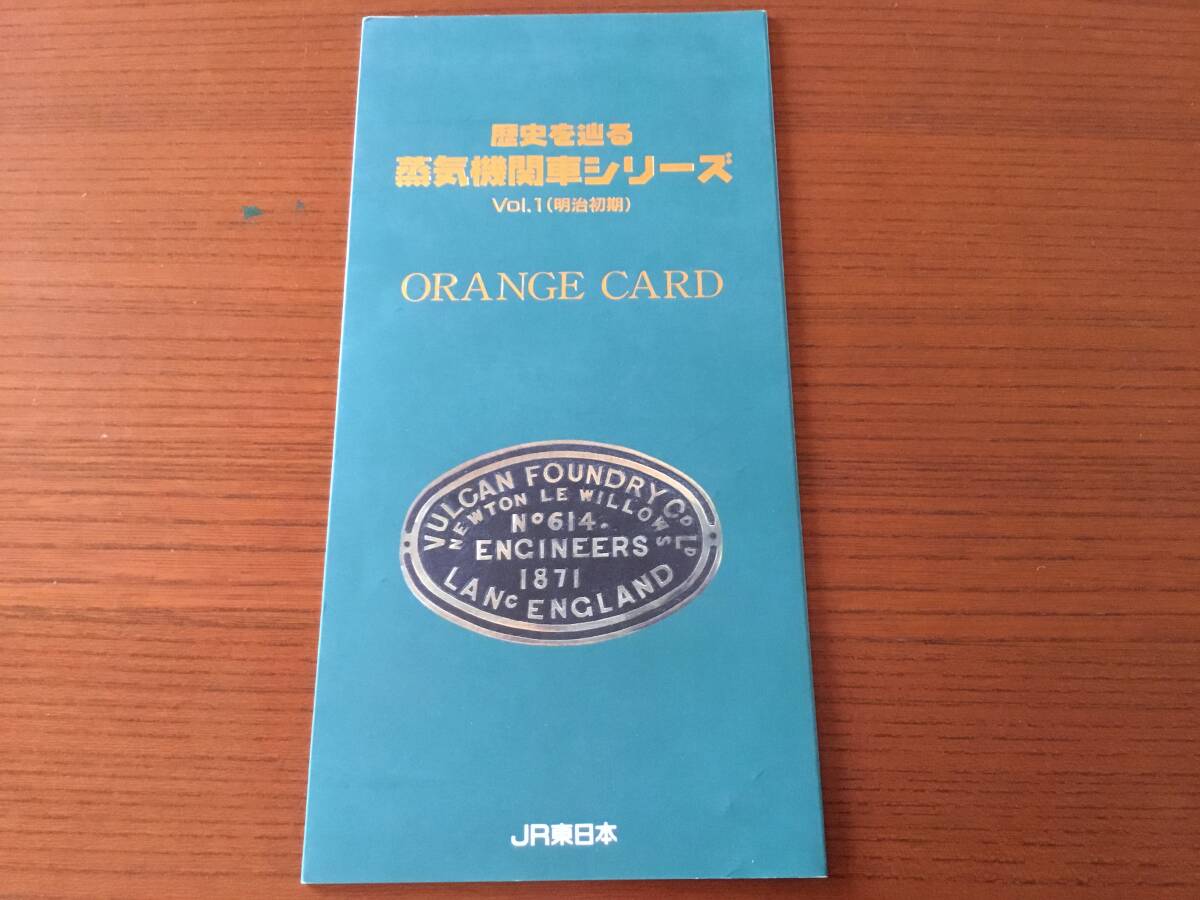 歴史を辿る
蒸気機関車シリーズ
Vol.1(明治初期)
ORANGE CARD
VULCAN FOUNDRY Cᴼ Lᴰ
NEWTON LE WILLOWS
Nº614.
ENGINEERS
1871
LANᶜ ENGLAND
JR東日本